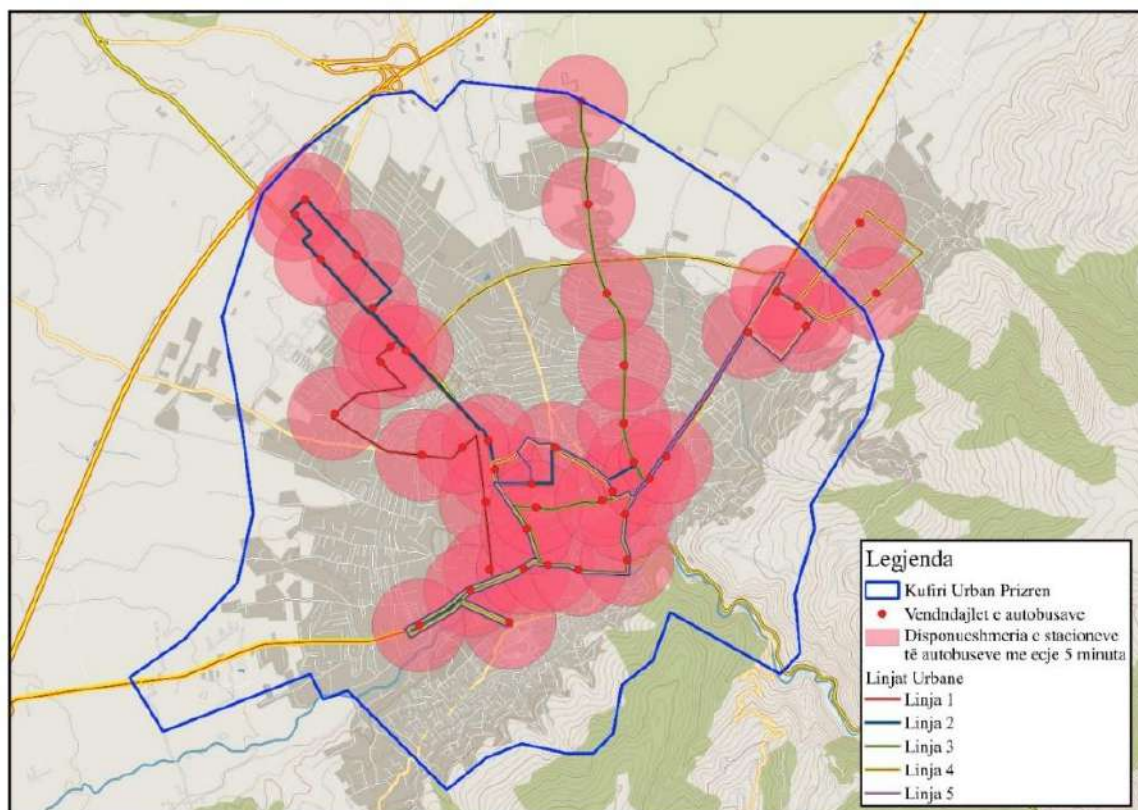 Legjenda
Kufiri Urban Prizren
Vendndajlet e autobusave
Disponueshmeria e stacioneve
të autobuseve me ecje 5 minuta
Linjat Urbane
Linja 1
Linja 2
Linja 3
Linja 4
Linja 5